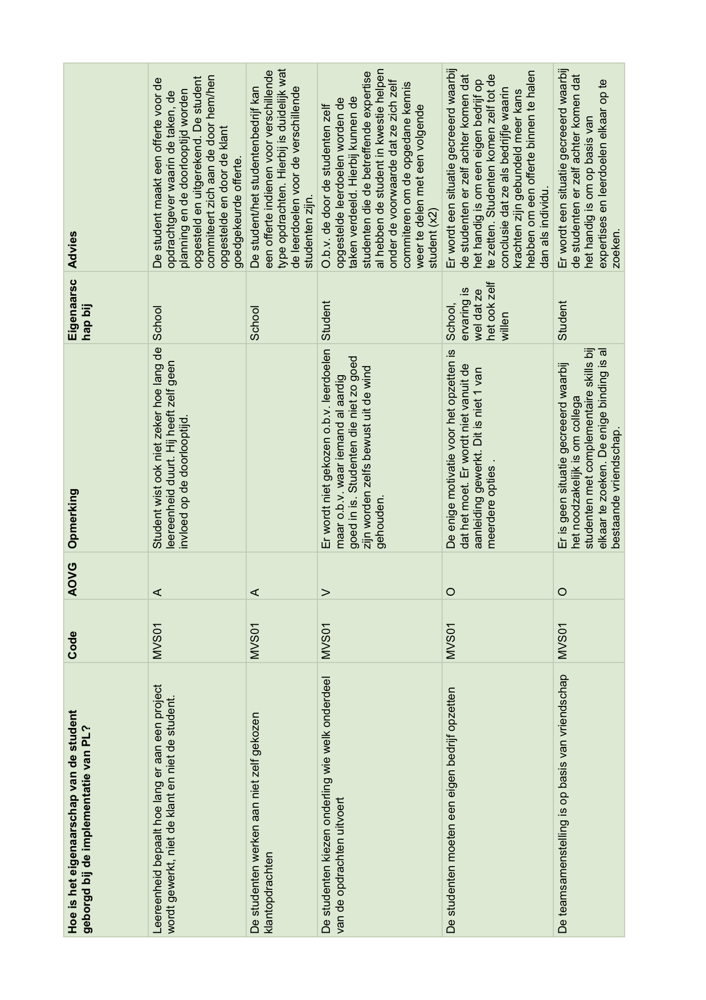 Hoe is het eigenaarschap van de student
geborgd bij de implementatie van PL?
Code
AOVG
Opmerking
Eigenaarsc
hap bij
Advies
Leereenheid bepaalt hoe lang er aan een project
wordt gewerkt, niet de klant en niet de student.
MVS01
A
Student wist ook niet zeker hoe lang de
leereenheid duurt. Hij heeft zelf geen
invloed op de doorlooptijd.
School
De student maakt een offerte voor de
opdrachtgever waarin de taken, de
planning en de doorlooptijd worden
opgesteld en uitgerekend. De student
commiteert zich aan de door hem/hen
opgestelde en door de klant
goedgekeurde offerte.
De studenten werken aan niet zelf gekozen
klantopdrachten
MVS01
A
School
De student/het studentenbedrijf kan
een offerte indienen voor verschillende
type opdrachten. Hierbij is duidelijk wat
de leerdoelen voor de verschillende
studenten zijn.
De studenten kiezen onderling wie welk onderdeel
van de opdrachten uitvoert
MVS01
V
Er wordt niet gekozen o.b.v. leerdoelen
maar o.b.v. waar iemand al aardig
goed in is. Studenten die niet zo goed
zijn worden zelfs bewust uit de wind
gehouden.
Student
O.b.v. de door de studenten zelf
opgestelde leerdoelen worden de
taken verdeeld. Hierbij kunnen de
studenten die de betreffende expertise
al hebben de student in kwestie helpen
onder de voorwaarde dat ze zich zelf
commiteren om de opgedane kennis
weer te delen met een volgende
student (x2)
De studenten moeten een eigen bedrijf opzetten
MVS01
O
De enige motivatie voor het opzetten is
dat het moet. Er wordt niet vanuit de
aanleiding gewerkt. Dit is niet 1 van
meerdere opties .
School,
ervaring is
wel dat ze
het ook zelf
willen
Er wordt een situatie gecreeerd waarbij
de studenten er zelf achter komen dat
het handig is om een eigen bedrijf op
te zetten. Studenten komen zelf tot de
conclusie dat ze als bedrijfje waarin
krachten zijn gebundeld meer kans
hebben om een offerte binnen te halen
dan als individu.
De teamsamenstelling is op basis van vriendschap
MVS01
O
Er is geen situatie gecreeerd waarbij
het noodzakelijk is om collega
studenten met complementaire skills bij
elkaar te zoeken. De enige binding is al
bestaande vriendschap.
Student
Er wordt een situatie gecreeerd waarbij
de studenten er zelf achter komen dat
het handig is om op basis van
expertises en leerdoelen elkaar op te
zoeken.